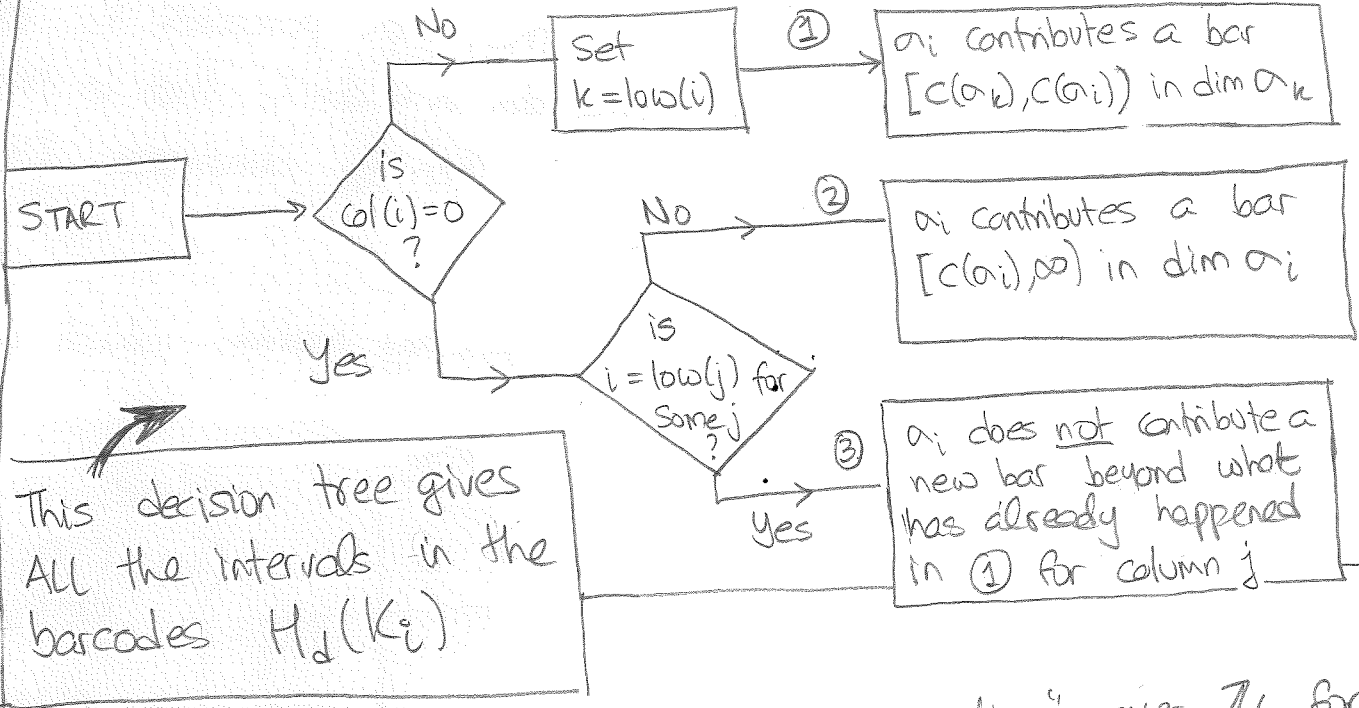 No
Set
k=low(i)
①
σi contributes a bar
[c(σk),c(σi)) in dim σk
START
is
col(i)=0
?
No
②
σi contributes a bar
[c(σi),∞) in dim σi
Yes
is
i=low(j) for
some j
?
③
Yes
σi does not contribute a
new bar beyond what
has already happened
in ① for column j
This decision tree gives
ALL the intervals in the
barcodes Hd(Ki)
for